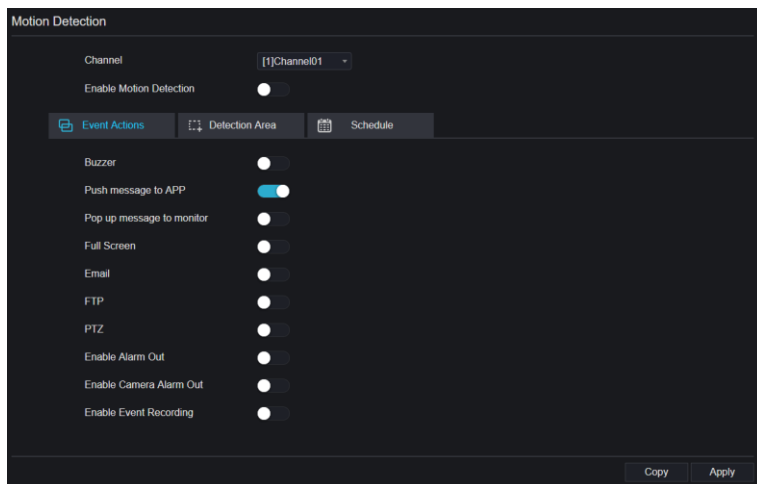 Motion Detection
Channel [1]Channel01
Enable Motion Detection
Event Actions Detection Area Schedule
Buzzer
Push message to APP
Pop up message to monitor
Full Screen
Email
FTP
PTZ
Enable Alarm Out
Enable Camera Alarm Out
Enable Event Recording
Copy Apply